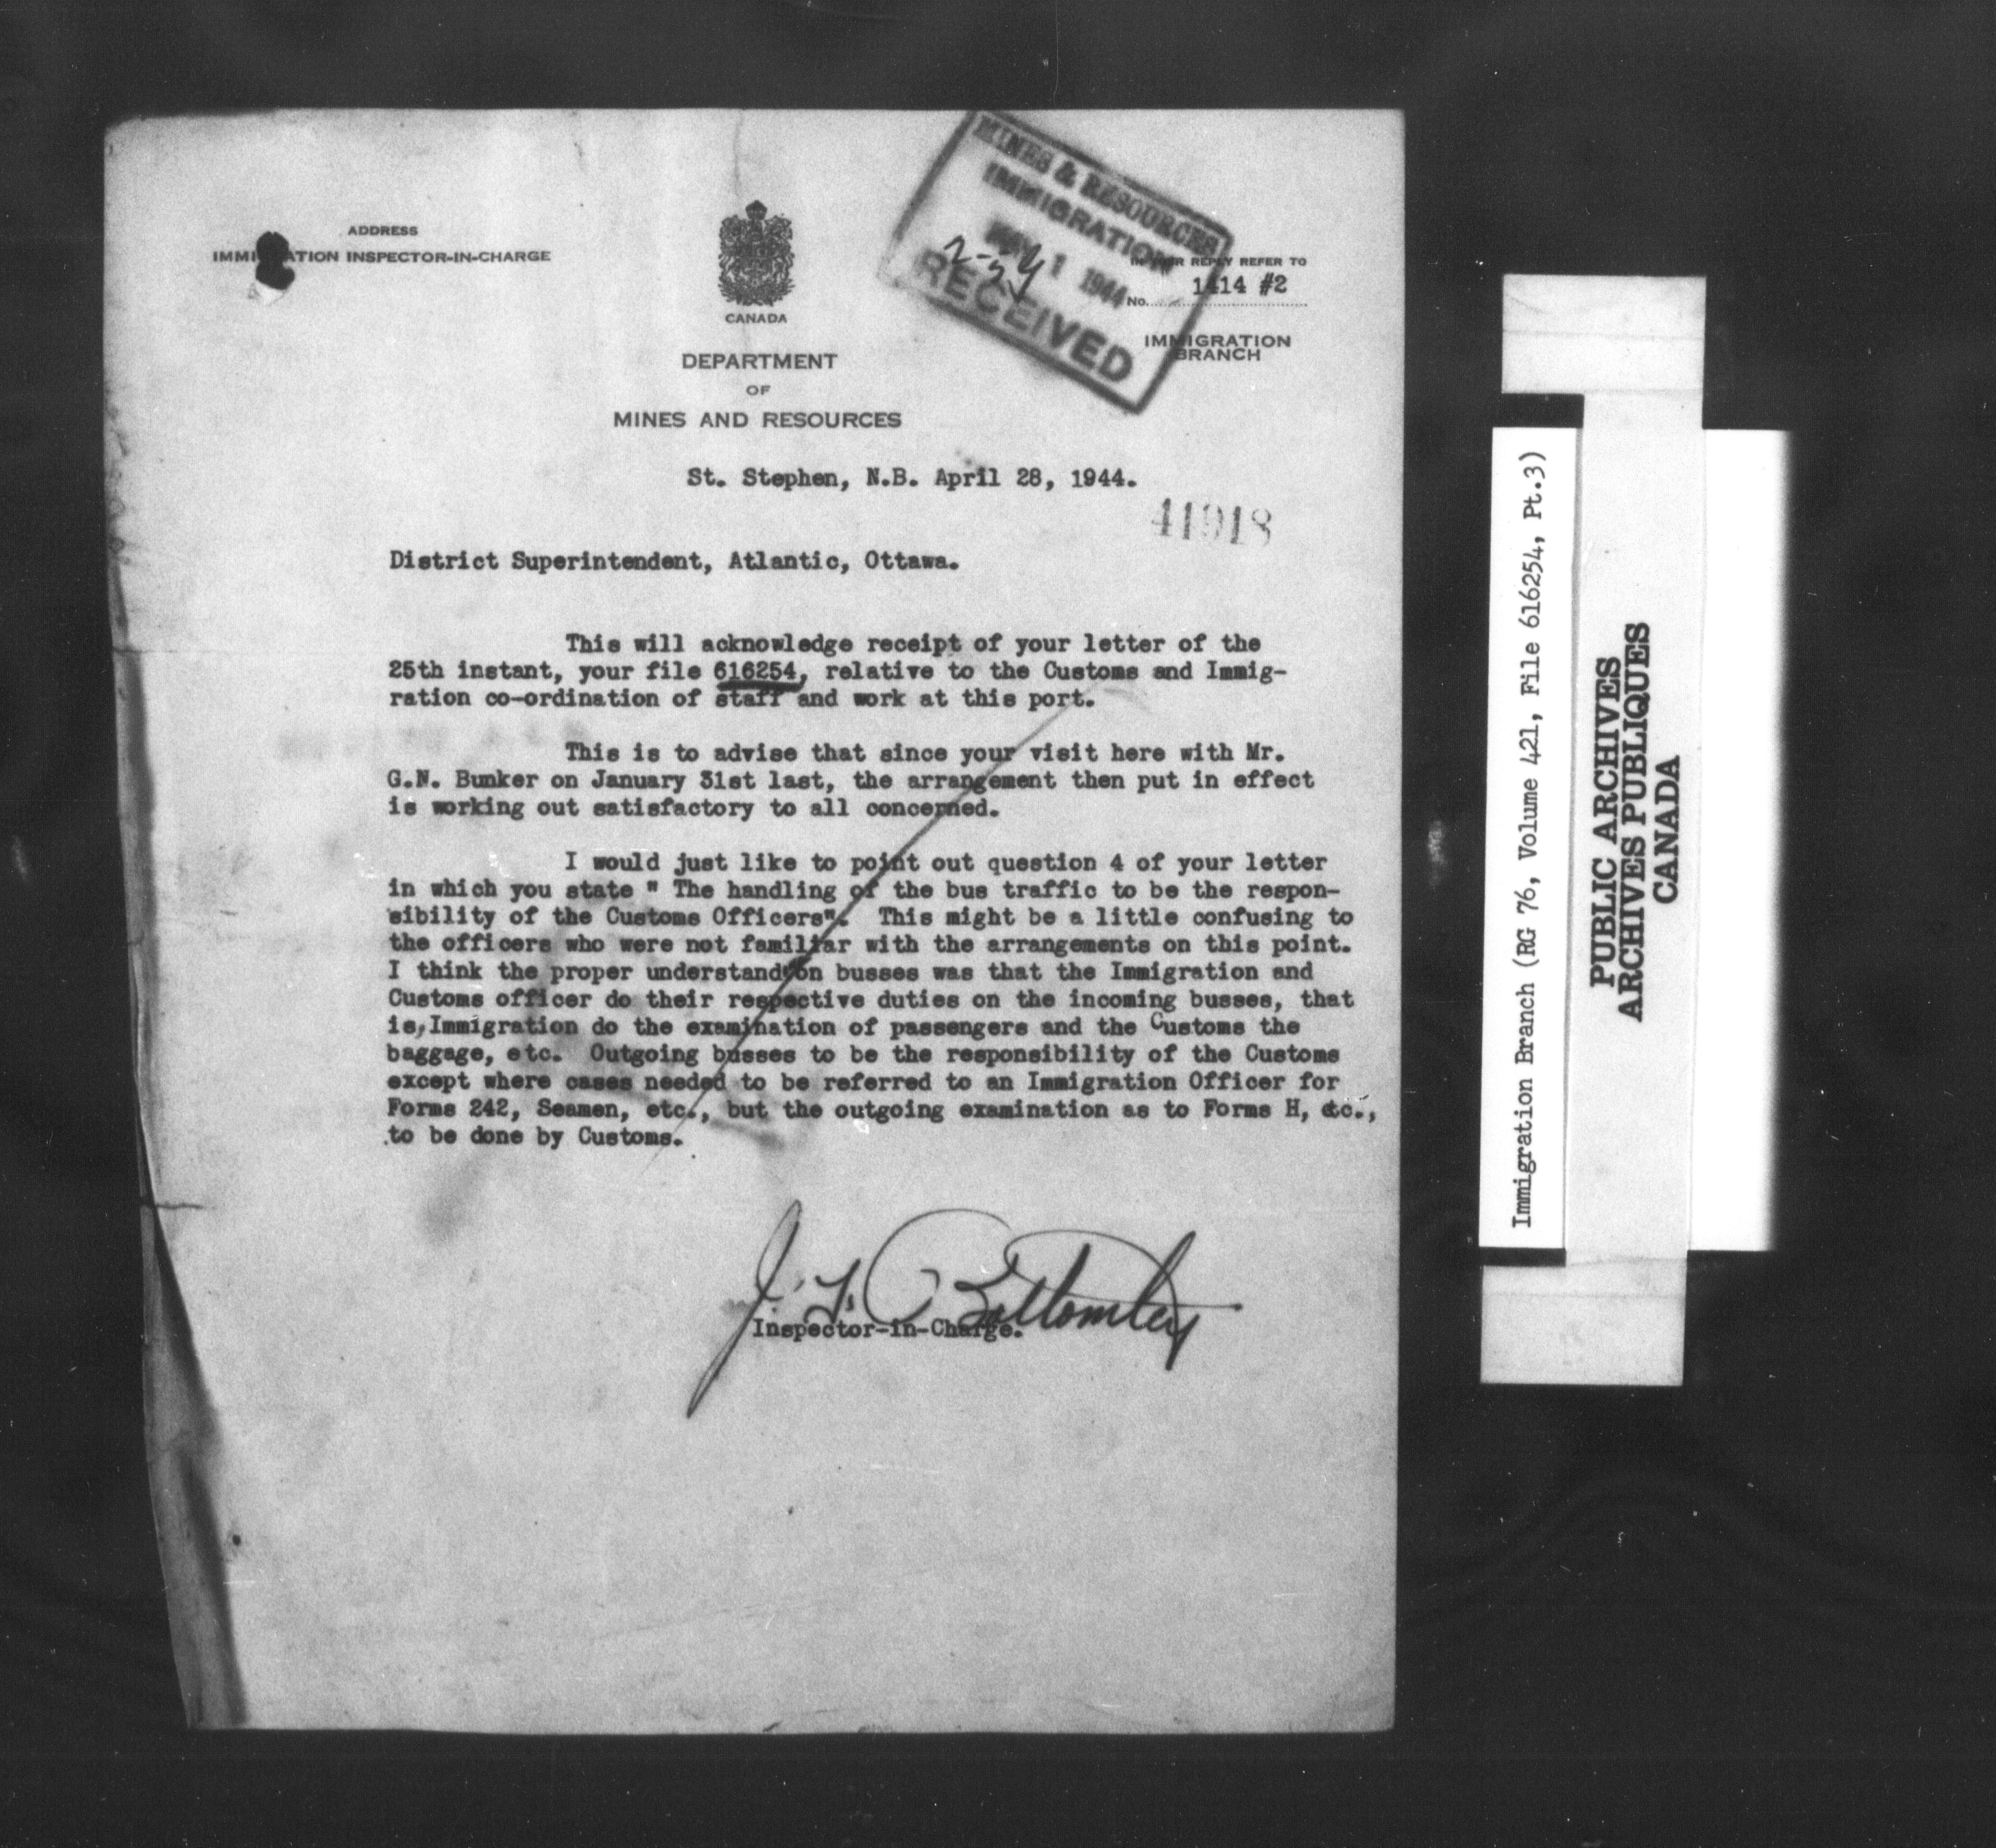 ADDRESS
IMMI ATION INSPECTOR-IN-CHARGE
CANADA
DEPARTMENT
OF
MINES AND RESOURCES
MINES & RESOURCES
IMMIGRATION
MAY 1 1944
RECEIVED
IN YOUR REPLY REFER TO
No. 1414 #2
IMMIGRATION
BRANCH
St. Stephen, N.B. April 28, 1944.
41918
District Superintendent, Atlantic, Ottawa.
This will acknowledge receipt of your letter of the
25th instant, your file 616254, relative to the Customs and Immig-
ration co-ordination of staff and work at this port.
This is to advise that since your visit here with Mr.
G.N. Bunker on January 31st last, the arrangement then put in effect
is working out satisfactory to all concerned.
I would just like to point out question 4 of your letter
in which you state " The handling of the bus traffic to be the respon-
sibility of the Customs Officers". This might be a little confusing to
the officers who were not familiar with the arrangements on this point.
I think the proper understand on busses was that the Immigration and
Customs officer do their respective duties on the incoming busses, that
is, Immigration do the examination of passengers and the Customs the
baggage, etc. Outgoing busses to be the responsibility of the Customs
except where cases needed to be referred to an Immigration Officer for
Forms 242, Seamen, etc., but the outgoing examination as to Forms H, etc.,
to be done by Customs.
Bottomley
Inspector-in-Charge.
Immigration Branch (RG 76, Volume 421, File 616254, Pt.3)
PUBLIC ARCHIVES
ARCHIVES PUBLIQUES
CANADA